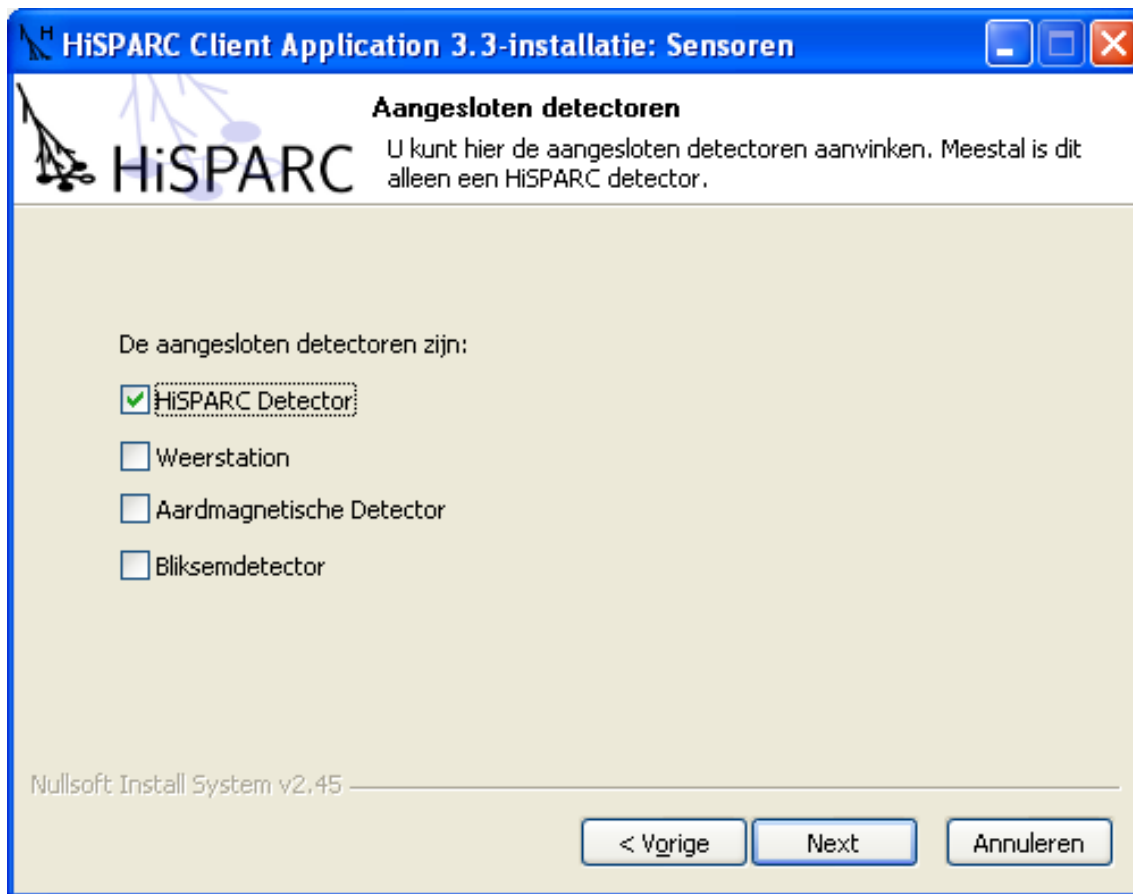 HiSPARC Client Application 3.3-installatie: Sensoren
HiSPARC
Aangesloten detectoren
U kunt hier de aangesloten detectoren aanvinken. Meestal is dit
alleen een HiSPARC detector.
De aangesloten detectoren zijn:
HiSPARC Detector
Weerstation
Aardmagnetische Detector
Bliksemdetector
Nullsoft Install System v2.45
< Vorige
Next
Annuleren